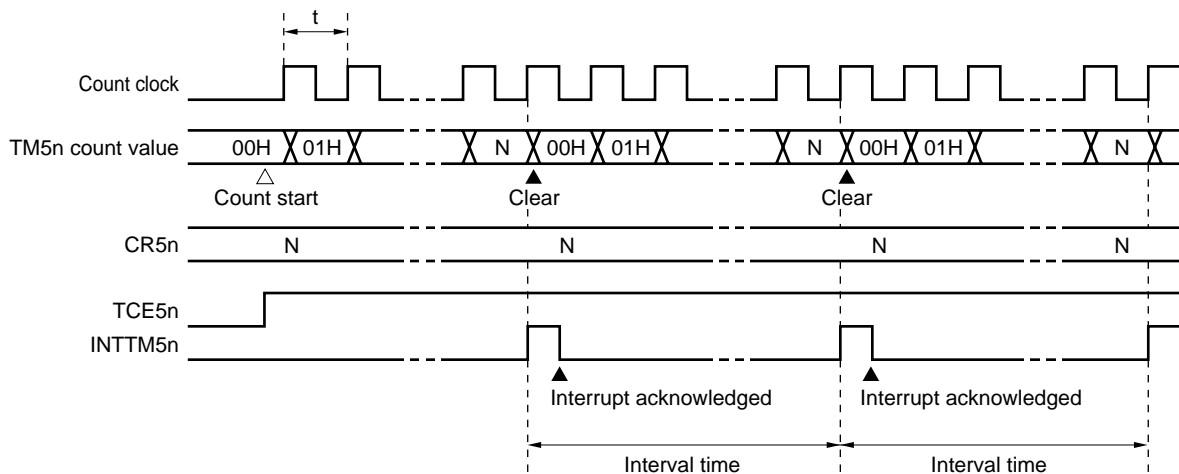 t
Count clock
TM5n count value 00H 01H N 00H 01H N 00H 01H N
Count start Clear Clear
CR5n N N N N
TCE5n
INTTM5n
Interrupt acknowledged Interrupt acknowledged
Interval time Interval time